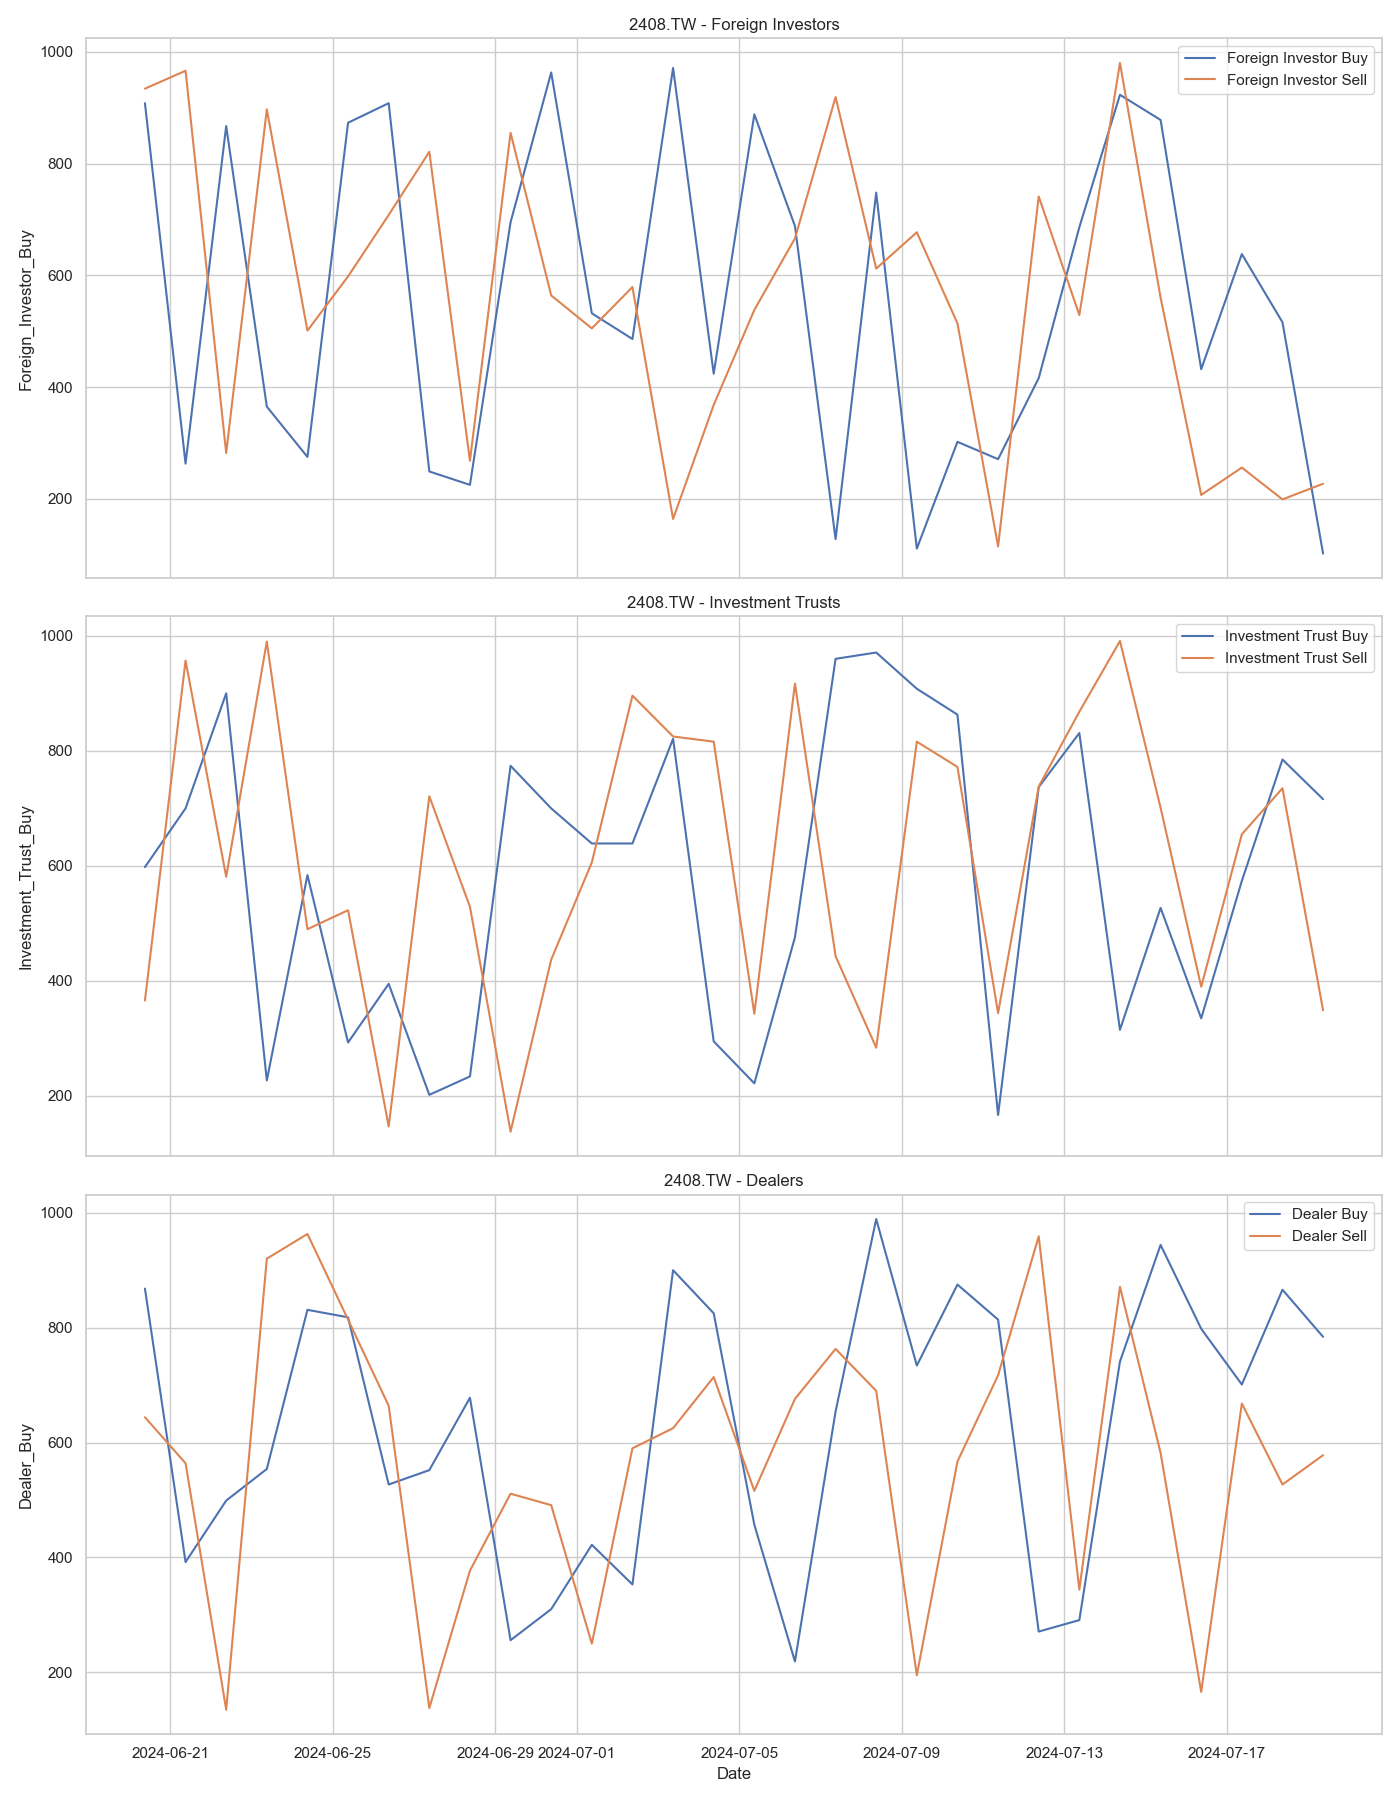 2408.TW - Foreign Investors
Foreign Investor Buy
Foreign Investor Sell
1000
800
600
400
200
Foreign_Investor_Buy
2408.TW - Investment Trusts
Investment Trust Buy
Investment Trust Sell
1000
800
600
400
200
Investment_Trust_Buy
2408.TW - Dealers
Dealer Buy
Dealer Sell
1000
800
600
400
200
Dealer_Buy
2024-06-21 2024-06-25 2024-06-29 2024-07-01 2024-07-05 2024-07-09 2024-07-13 2024-07-17
Date